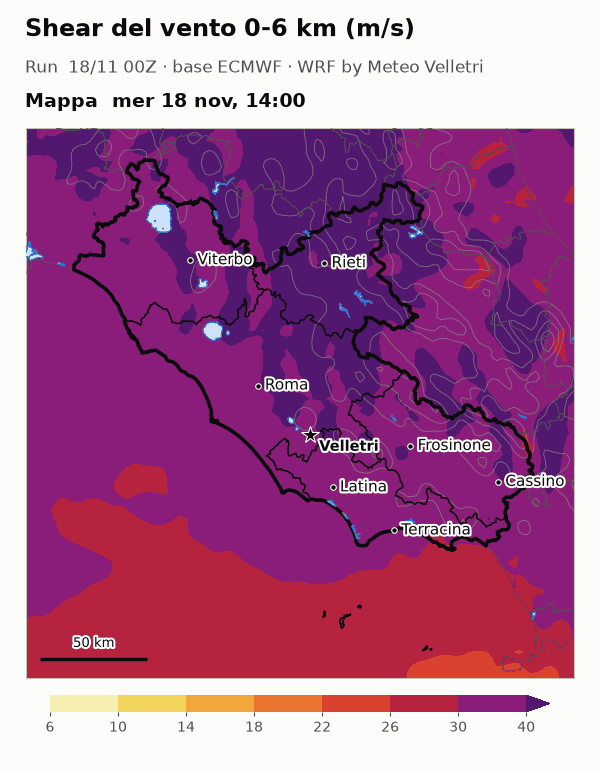 Shear del vento 0-6 km (m/s)
Run  18/11 00Z · base ECMWF · WRF by Meteo Velletri
Mappa  mer 18 nov, 14:00
Viterbo
Rieti
Roma
Velletri
Frosinone
Latina
Cassino
Terracina
50 km
6 10 14 18 22 26 30 40